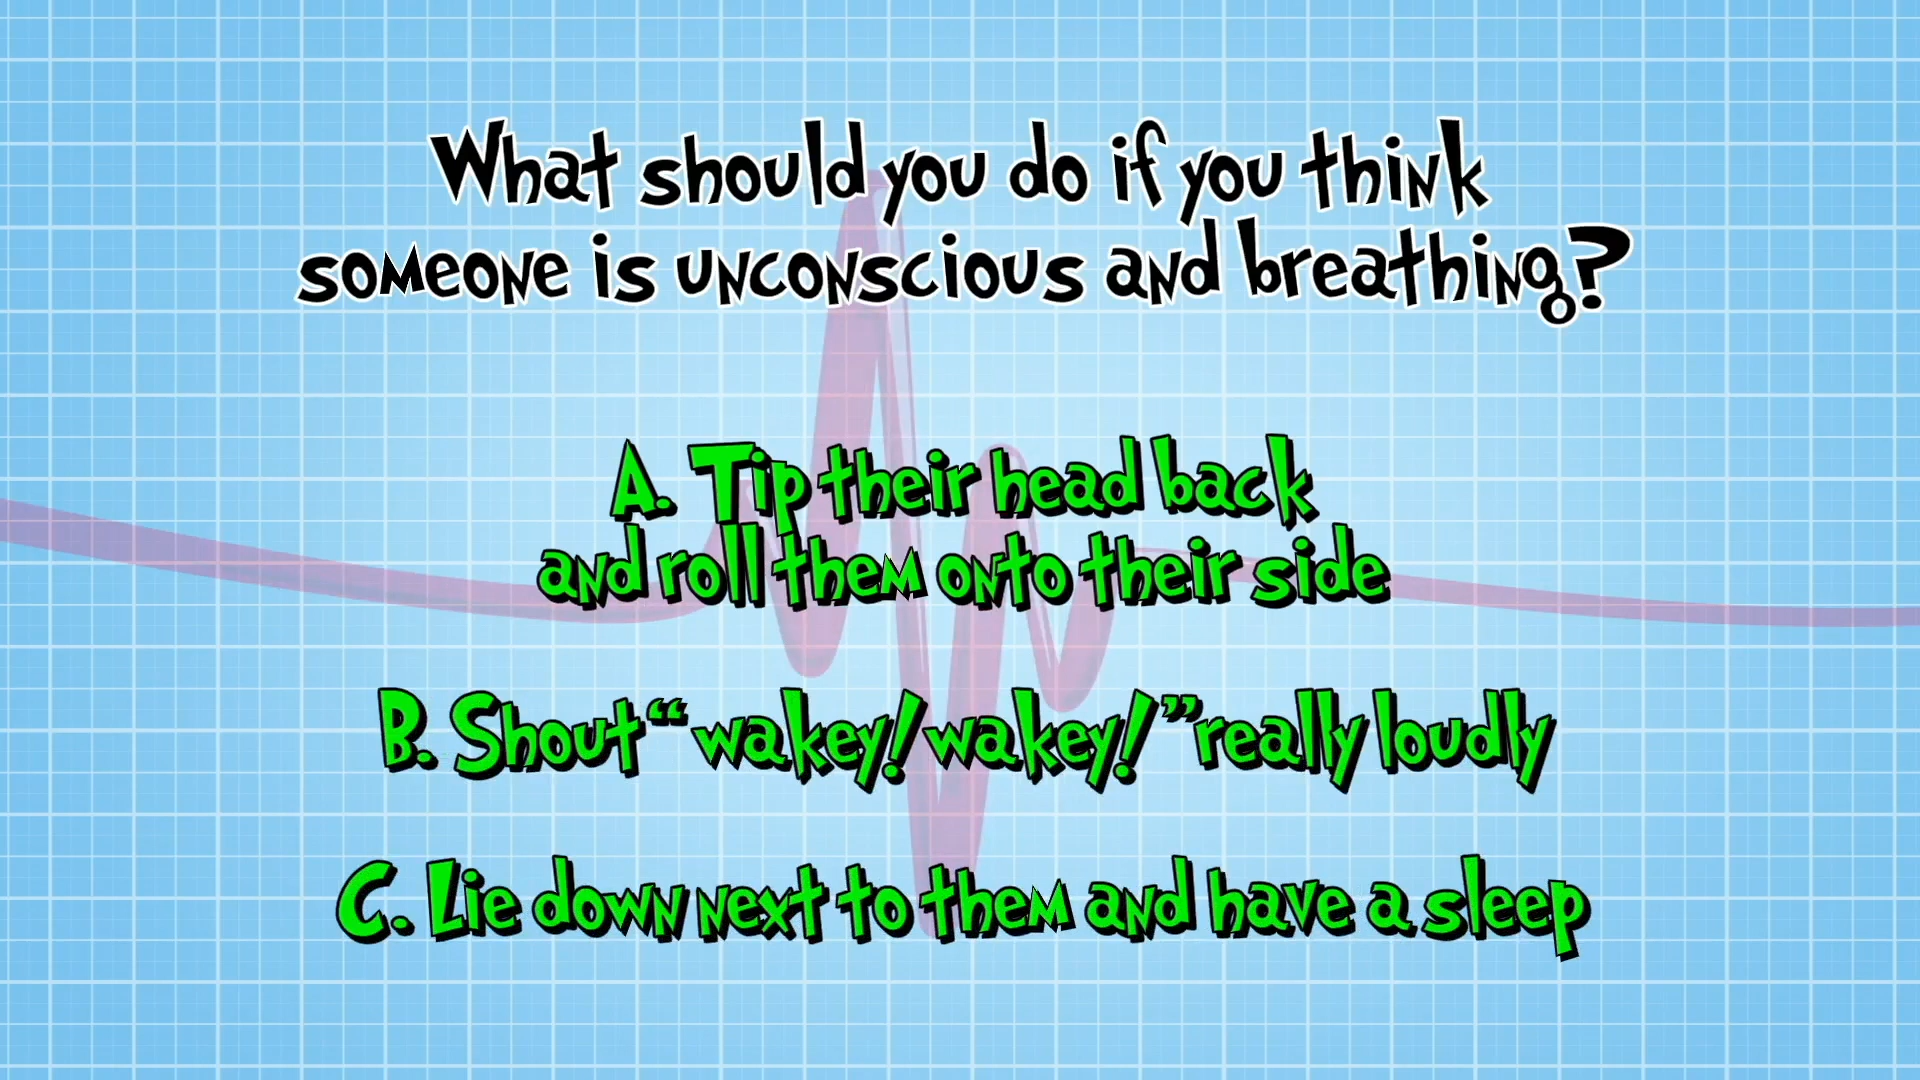 What should you do if you think
someone is unconscious and breathing?
A. Tip their head back
and roll them onto their side
B. Shout “wakey! wakey!” really loudly
C. Lie down next to them and have a sleep